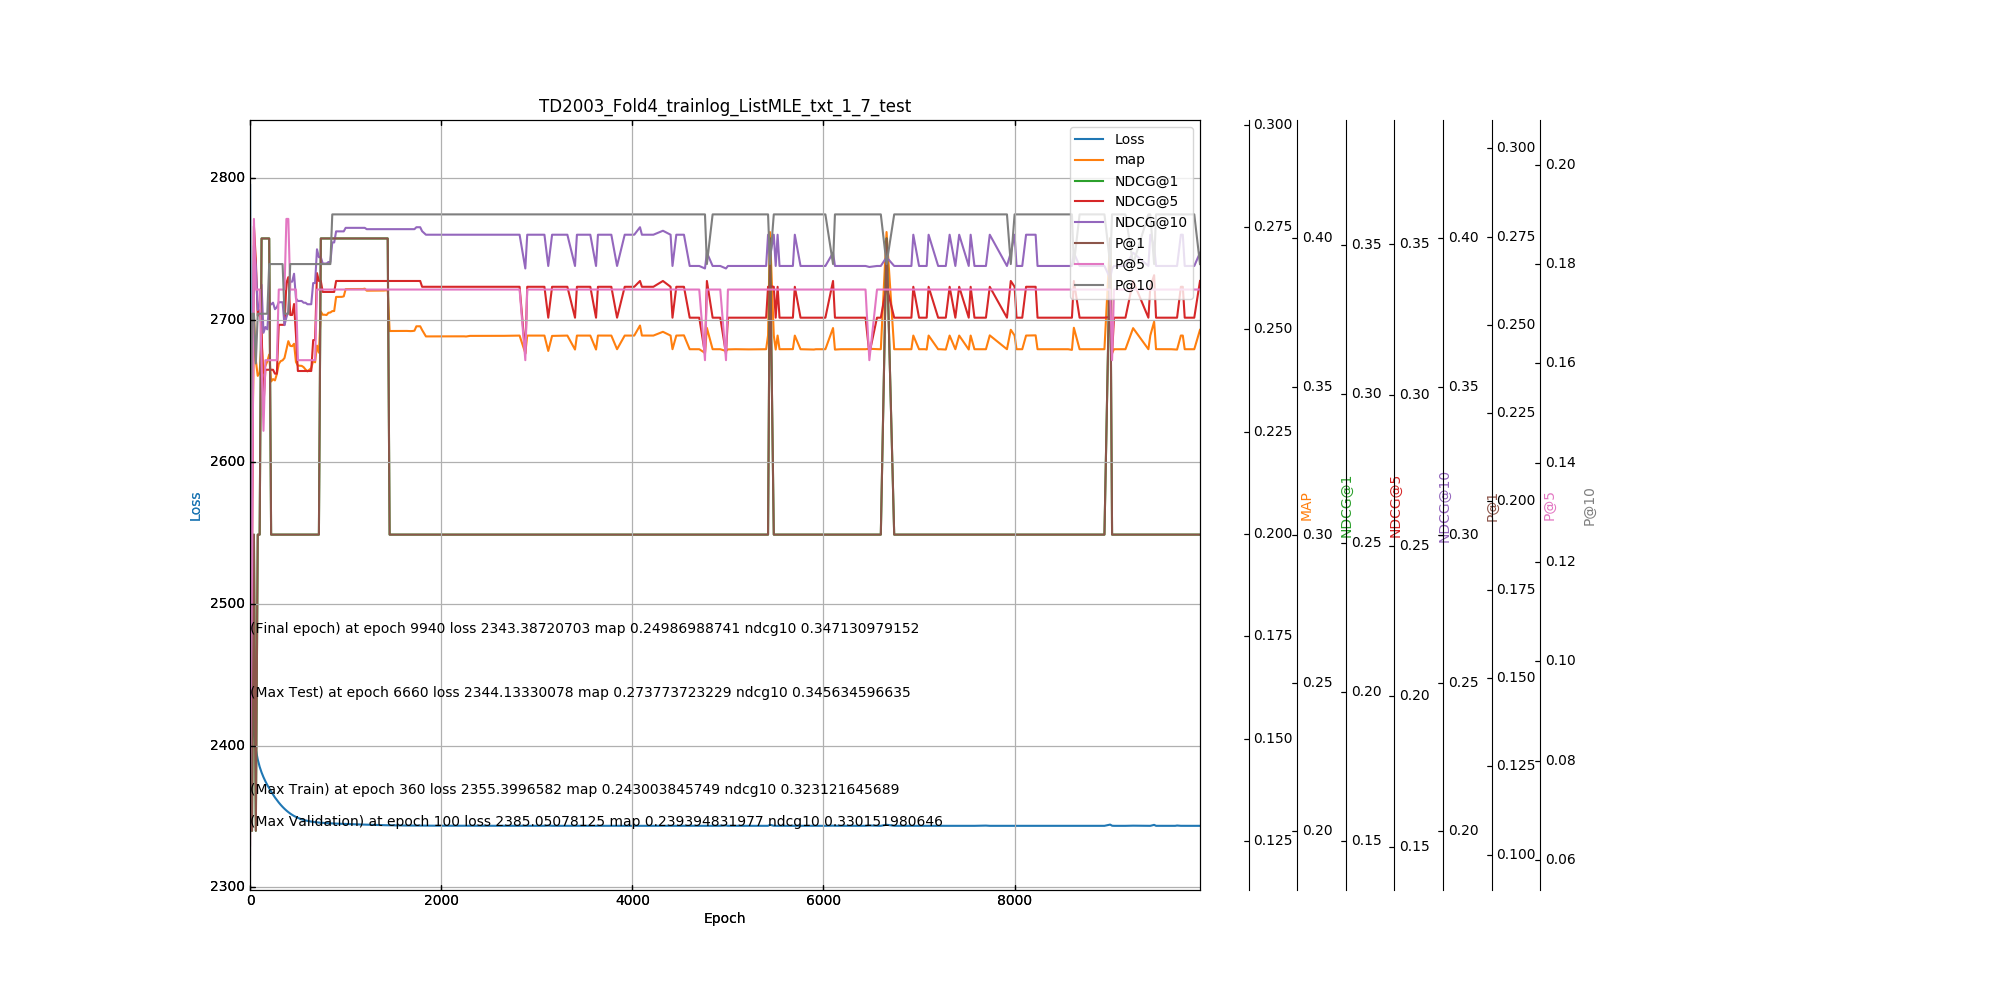 TD2003_Fold4_trainlog_ListMLE_txt_1_7_test
Loss
map
NDCG@1
NDCG@5
NDCG@10
P@1
P@5
P@10
2800
2700
2600
2500
2400
2300
Loss
0
2000
4000
6000
8000
Epoch
(Final epoch) at epoch 9940 loss 2343.38720703 map 0.24986988741 ndcg10 0.347130979152
(Max Test) at epoch 6660 loss 2344.13330078 map 0.273773723229 ndcg10 0.345634596635
(Max Train) at epoch 360 loss 2355.3996582 map 0.243003845749 ndcg10 0.323121645689
(Max Validation) at epoch 100 loss 2385.05078125 map 0.239394831977 ndcg10 0.330151980646
0.300
0.275
0.250
0.225
0.200
0.175
0.150
0.125
MAP
0.40
0.35
0.30
0.25
0.20
NDCG@1
0.35
0.30
0.25
0.20
0.15
NDCG@5
0.35
0.30
0.25
0.20
0.15
NDCG@10
0.40
0.35
0.30
0.25
0.20
P@1
0.300
0.275
0.250
0.225
0.200
0.175
0.150
0.125
0.100
P@5
0.20
0.18
0.16
0.14
0.12
0.10
0.08
0.06
P@10